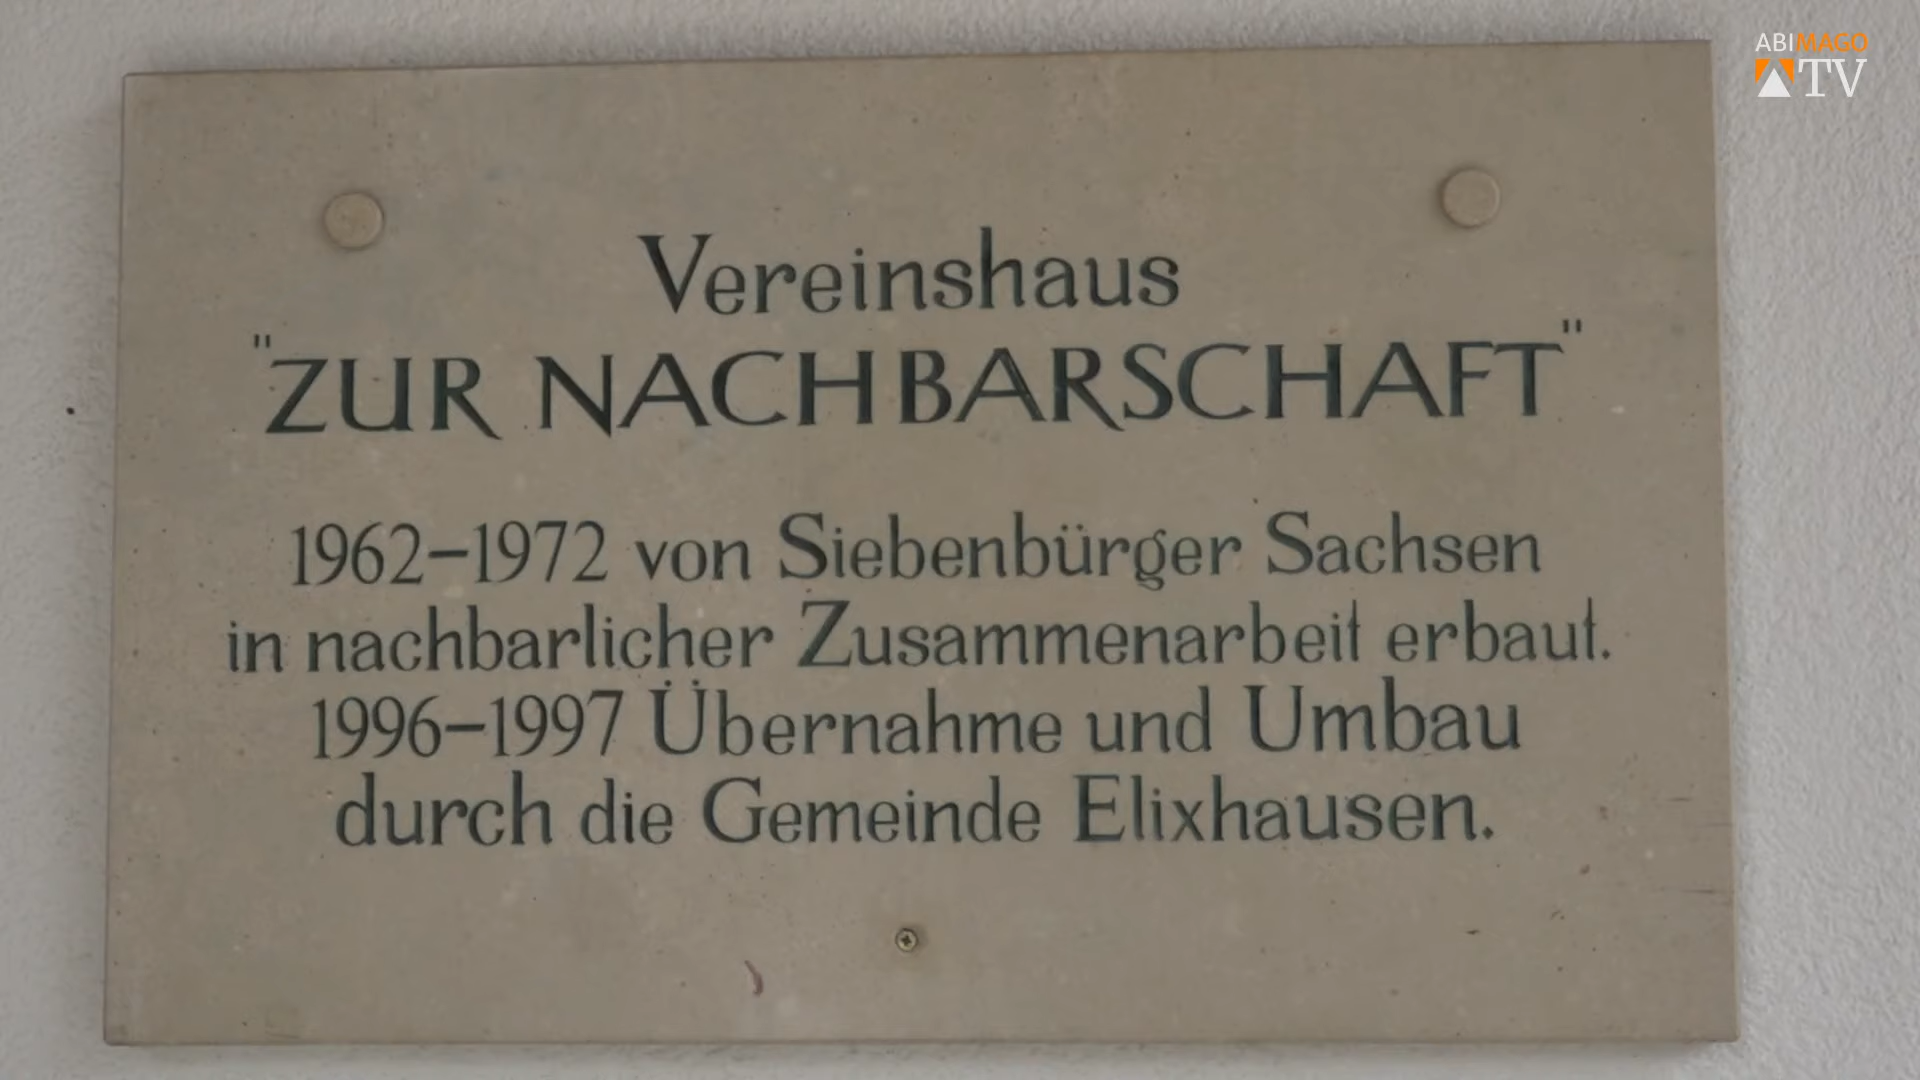 ABIMAGO
TV
Vereinshaus
"ZUR NACHBARSCHAFT"
1962–1972 von Siebenbürger Sachsen
in nachbarlicher Zusammenarbeit erbaut.
1996–1997 Übernahme und Umbau
durch die Gemeinde Elixhausen.